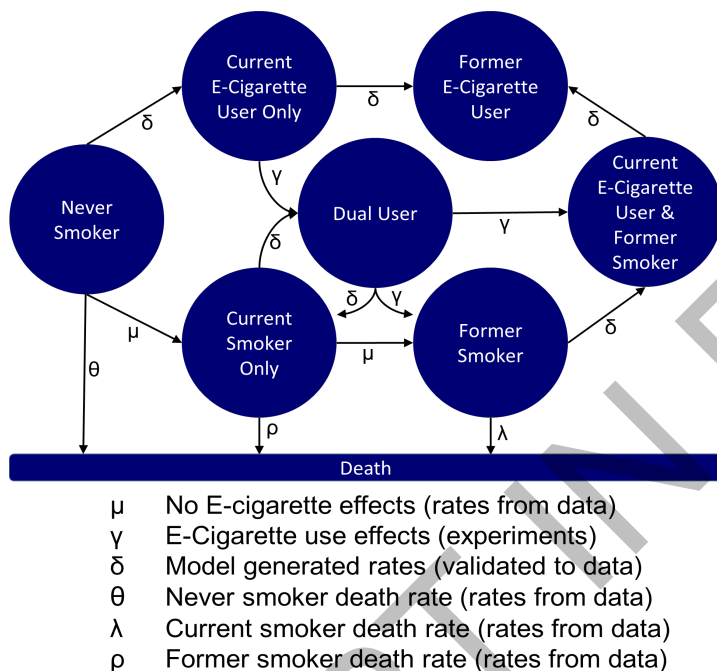 Current
E-Cigarette
User Only
Former
E-Cigarette
User
δ
δ
δ
γ
Never
Smoker
Dual User
Current
E-Cigarette
User &
Former
Smoker
γ
δ
δ
γ
μ
Current
Smoker
Only
Former
Smoker
δ
μ
θ
ρ
λ
Death
μ No E-cigarette effects (rates from data)
γ E-Cigarette use effects (experiments)
δ Model generated rates (validated to data)
θ Never smoker death rate (rates from data)
λ Current smoker death rate (rates from data)
ρ Former smoker death rate (rates from data)